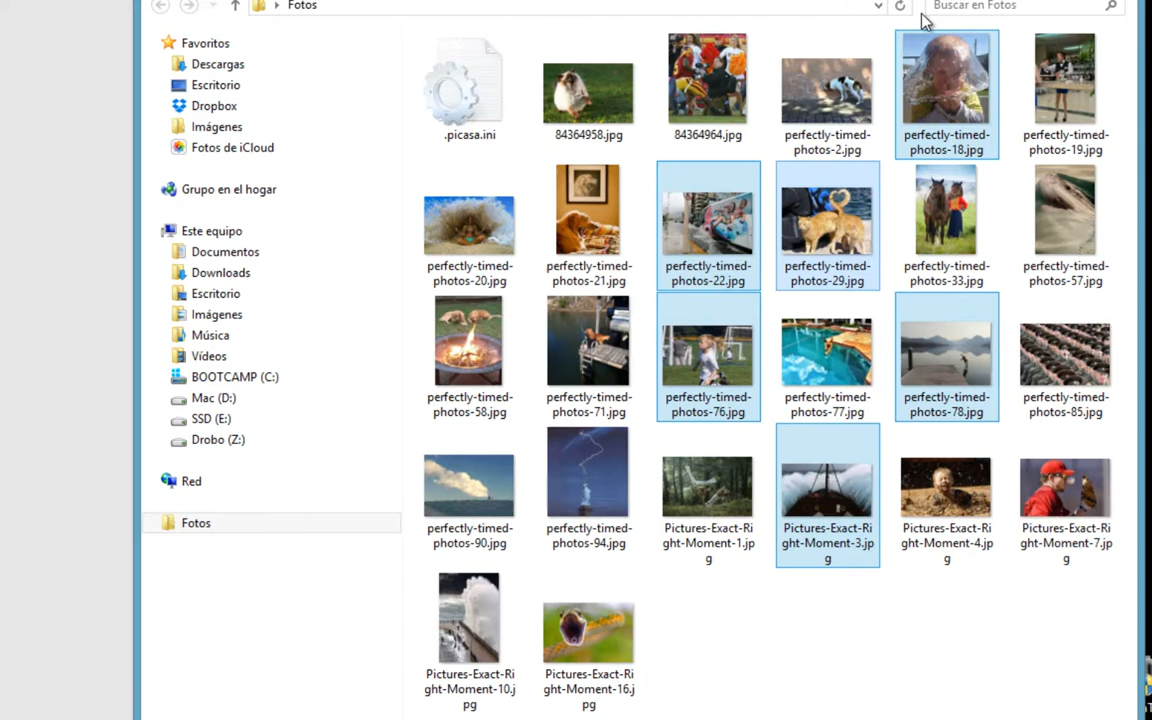 Fotos
Buscar en Fotos
Favoritos
Descargas
Escritorio
Dropbox
Imágenes
Fotos de iCloud
Grupo en el hogar
Este equipo
Documentos
Downloads
Escritorio
Imágenes
Música
Vídeos
BOOTCAMP (C:)
Mac (D:)
SSD (E:)
Drobo (Z:)
Red
Fotos
.picasa.ini
84364958.jpg
84364964.jpg
perfectly-timed-
photos-2.jpg
perfectly-timed-
photos-18.jpg
perfectly-timed-
photos-19.jpg
perfectly-timed-
photos-20.jpg
perfectly-timed-
photos-21.jpg
perfectly-timed-
photos-22.jpg
perfectly-timed-
photos-29.jpg
perfectly-timed-
photos-33.jpg
perfectly-timed-
photos-57.jpg
perfectly-timed-
photos-58.jpg
perfectly-timed-
photos-71.jpg
perfectly-timed-
photos-76.jpg
perfectly-timed-
photos-77.jpg
perfectly-timed-
photos-78.jpg
perfectly-timed-
photos-85.jpg
perfectly-timed-
photos-90.jpg
perfectly-timed-
photos-94.jpg
Pictures-Exact-Ri
ght-Moment-1.jp
g
Pictures-Exact-Ri
ght-Moment-3.jp
g
Pictures-Exact-Ri
ght-Moment-4.jp
g
Pictures-Exact-Ri
ght-Moment-7.jp
g
Pictures-Exact-Ri
ght-Moment-10.j
pg
Pictures-Exact-Ri
ght-Moment-16.j
pg